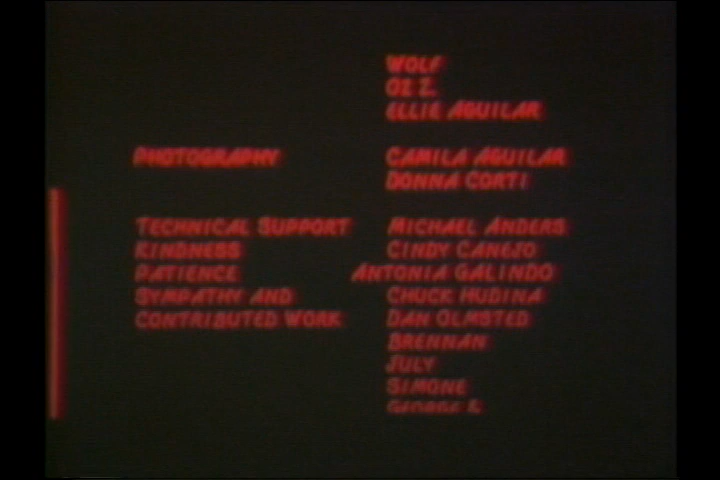 WOLF
OZ Z.
ELLIE AGUILAR
PHOTOGRAPHY CAMILA AGUILAR
DONNA CORTI
TECHNICAL SUPPORT MICHAEL ANDERS
KINDNESS CINDY CANEJO
PATIENCE ANTONIA GALINDO
SYMPATHY AND CHUCK HUDINA
CONTRIBUTED WORK DAN OLMSTED
BRENNAN
JULY
SIMONE
GEORGE